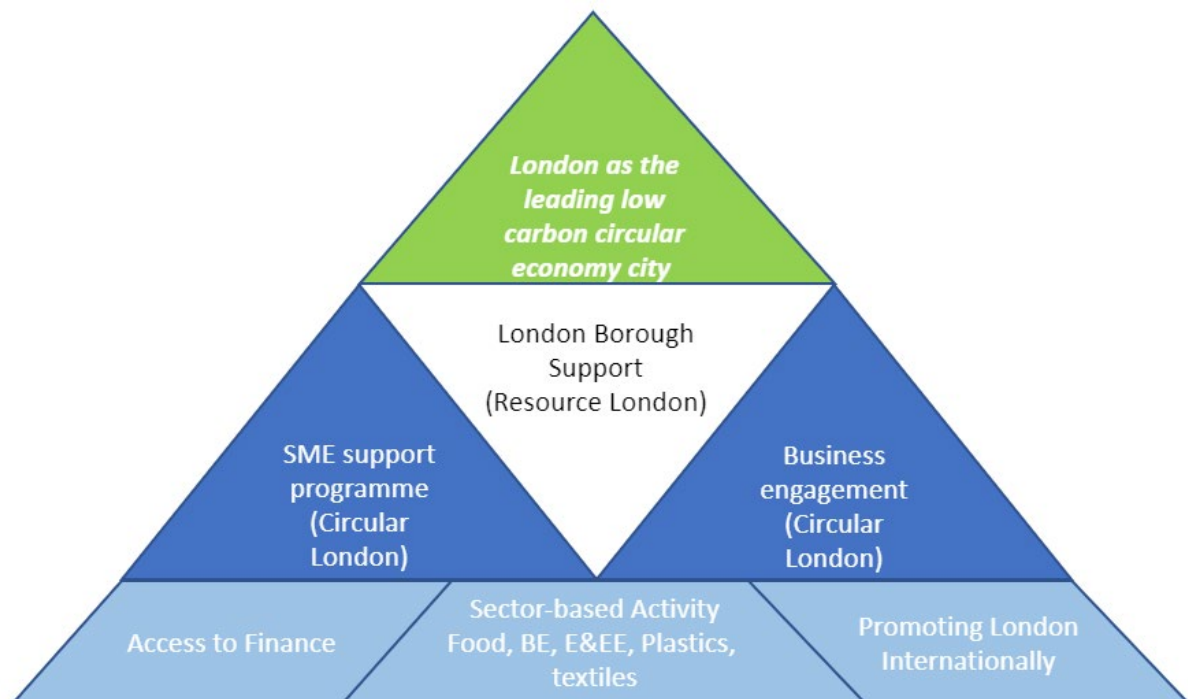 London as the
leading low
carbon circular
economy city
London Borough
Support
(Resource London)
SME support
programme
(Circular
London)
Business
engagement
(Circular
London)
Access to Finance
Sector-based Activity
Food, BE, E&EE, Plastics,
textiles
Promoting London
Internationally